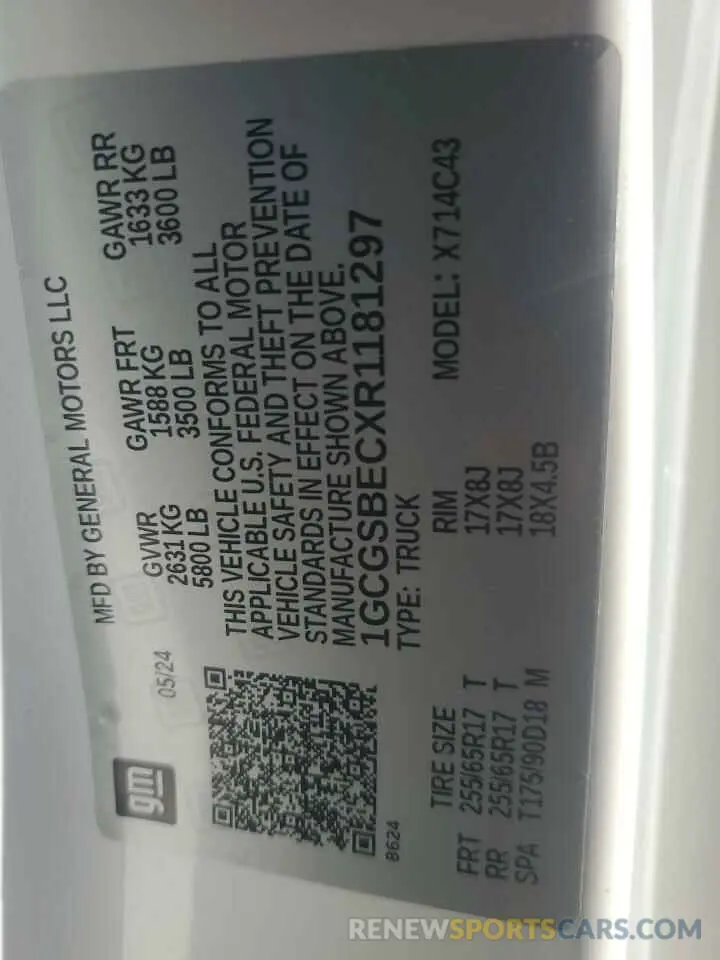 MFD BY GENERAL MOTORS LLC
gm
05/24
GVWR GAWR FRT GAWR RR
2631 KG 1588 KG 1633 KG
5800 LB 3500 LB 3600 LB
THIS VEHICLE CONFORMS TO ALL
APPLICABLE U.S. FEDERAL MOTOR
VEHICLE SAFETY AND THEFT PREVENTION
STANDARDS IN EFFECT ON THE DATE OF
MANUFACTURE SHOWN ABOVE.
1GCGSBECXR1181297
TYPE: TRUCK MODEL: X714C43
8624
TIRE SIZE RIM
FRT 255/65R17 T 17X8J
RR 255/65R17 T 17X8J
SPA T175/90D18 M 18X4.5B
RENEWSPORTSCARS.COM